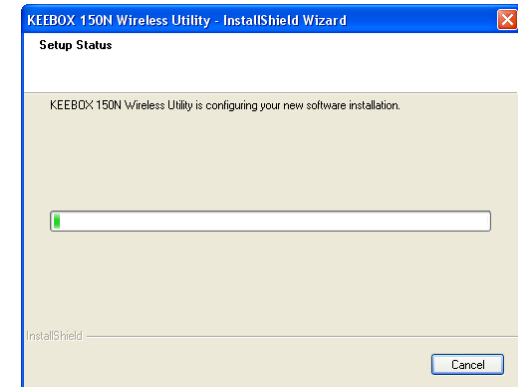 KEEBOX 150N Wireless Utility - InstallShield Wizard
Setup Status
KEEBOX 150N Wireless Utility is configuring your new software installation.
InstallShield
Cancel